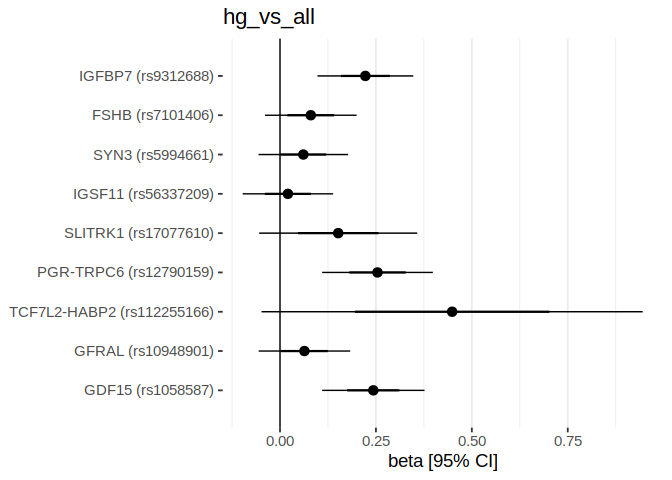 hg_vs_all
IGFBP7 (rs9312688)
FSHB (rs7101406)
SYN3 (rs5994661)
IGSF11 (rs56337209)
SLITRK1 (rs17077610)
PGR-TRPC6 (rs12790159)
TCF7L2-HABP2 (rs112255166)
GFRAL (rs10948901)
GDF15 (rs1058587)
0.00 0.25 0.50 0.75
beta [95% CI]